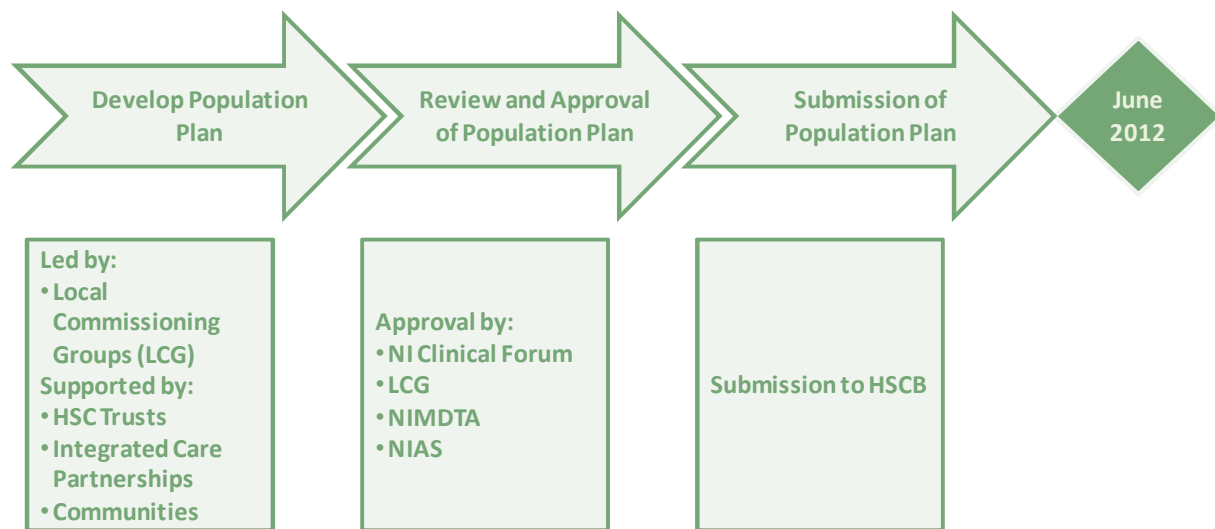 Develop Population
Plan
Review and Approval
of Population Plan
Submission of
Population Plan
June
2012
Led by:
• Local
Commissioning
Groups (LCG)
Supported by:
• HSC Trusts
• Integrated Care
Partnerships
• Communities
Approval by:
• NI Clinical Forum
• LCG
• NIMDTA
• NIAS
Submission to HSCB